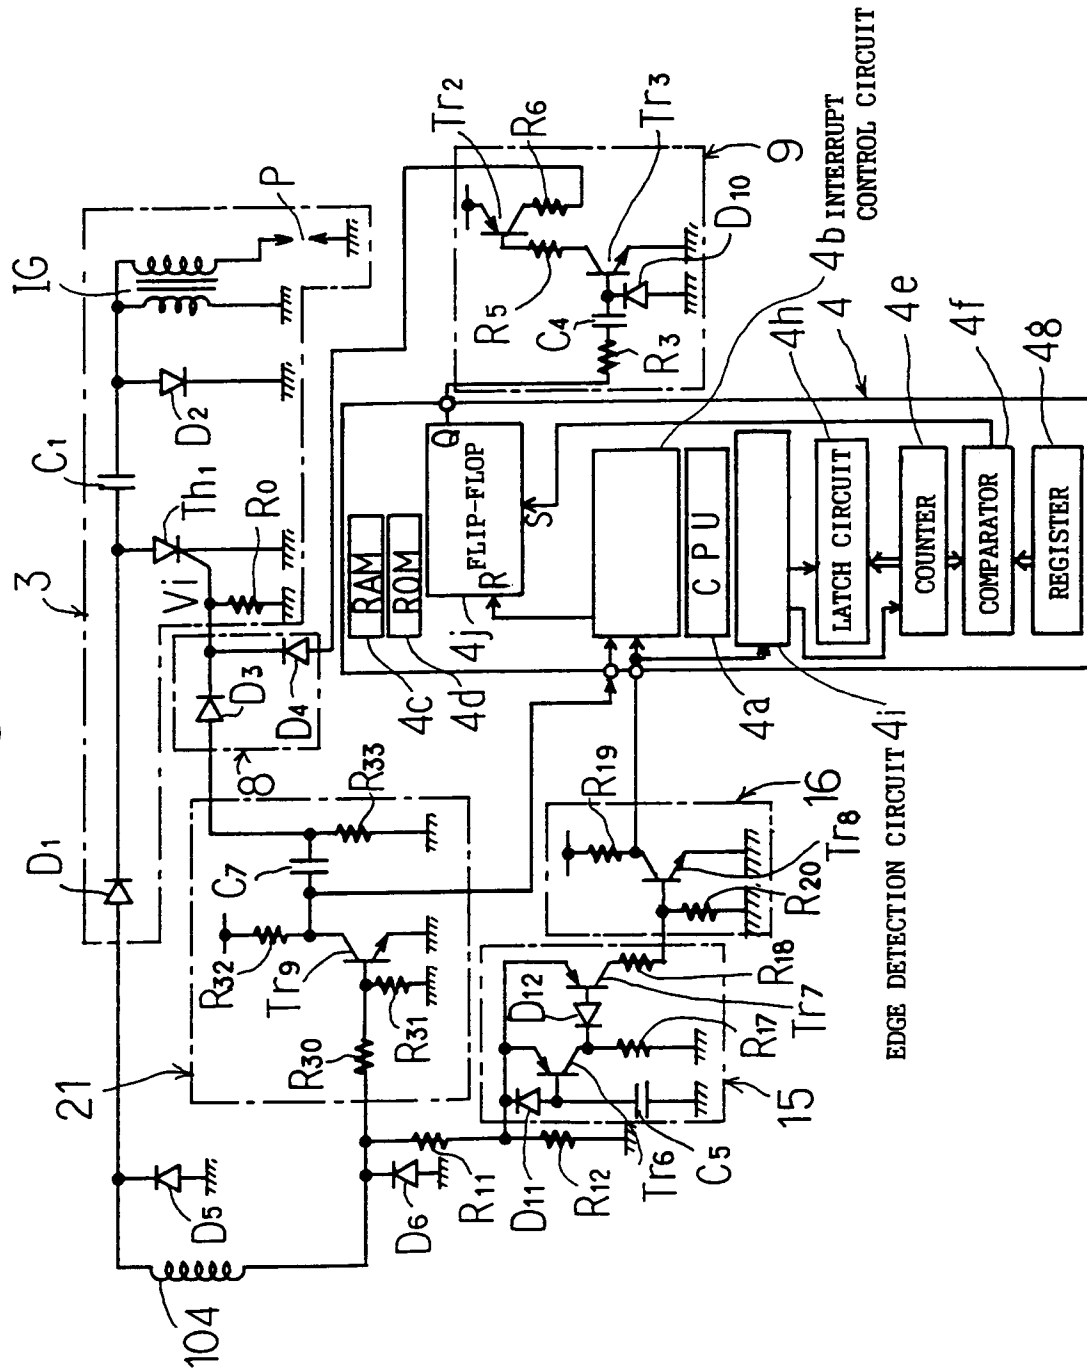 3
IG
P
C1
D1
D2
Th1
R0
Vi
D3
D4
8
D5
104
21
R32
C7
R33
Tr9
R30
R31
D6
R11
R12
D11
Tr6
C5
15
D12
R17
Tr7
R18
R19
R20
16
Tr8
Tr2
R6
Tr3
R5
C4
R3
D10
9
4c
RAM
4d
ROM
4j
FLIP-FLOP
R
S
Q
4b INTERRUPT
CONTROL CIRCUIT
4a
CPU
4h
LATCH CIRCUIT
4
4e
COUNTER
4f
COMPARATOR
48
REGISTER
EDGE DETECTION CIRCUIT 4i